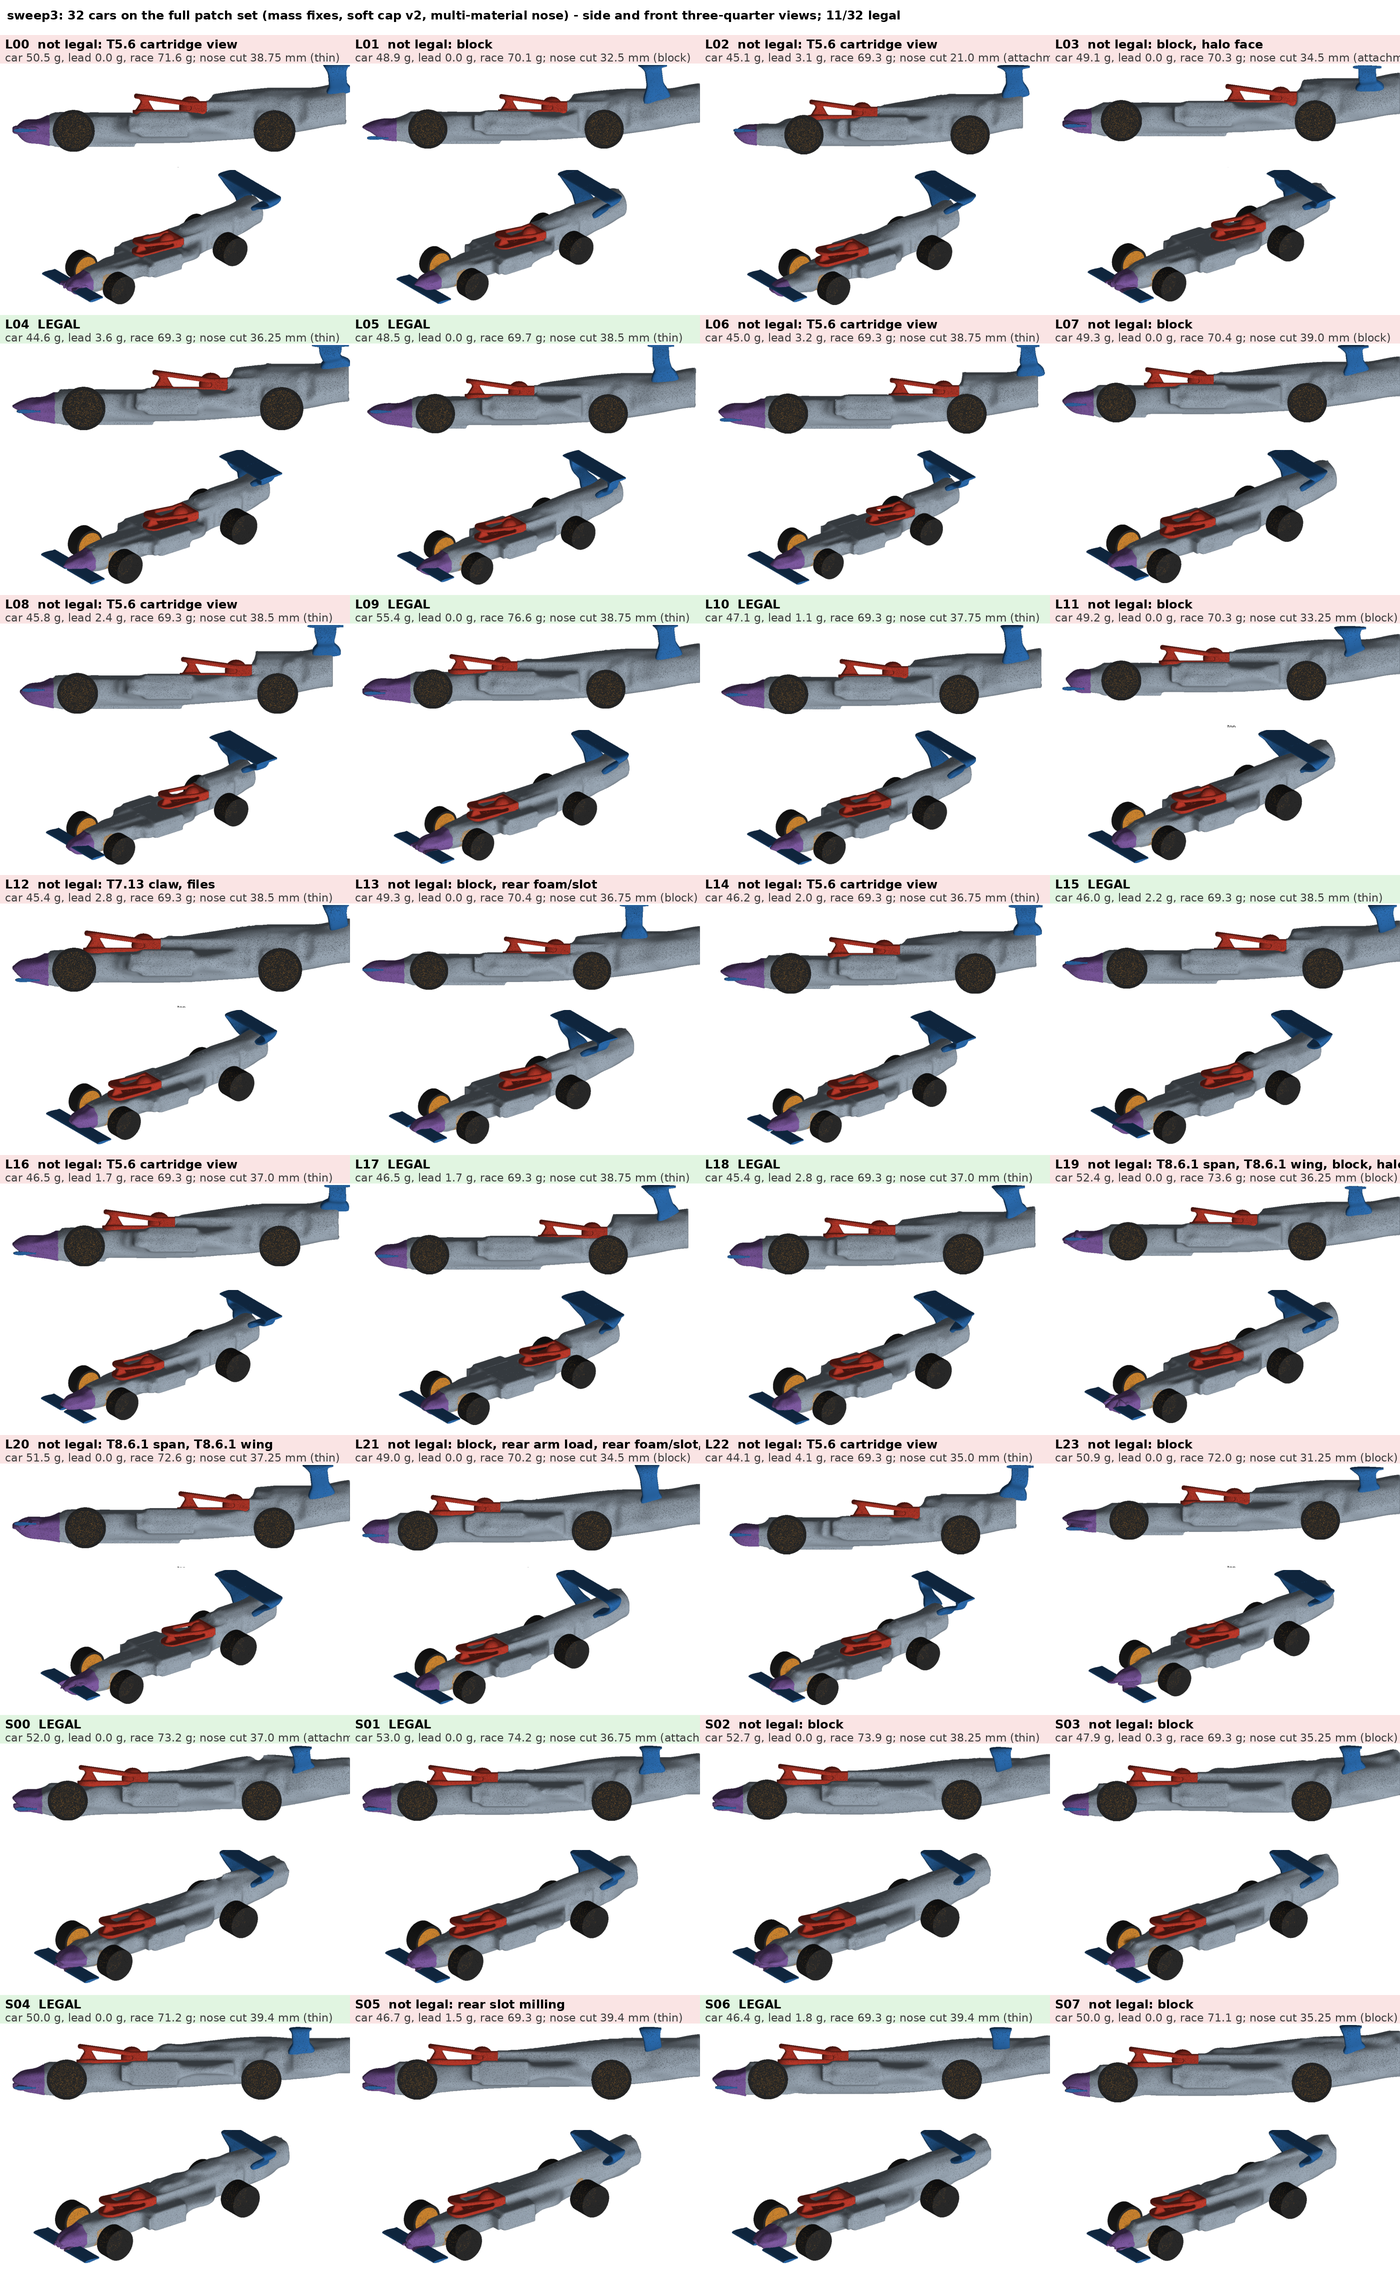 sweep3: 32 cars on the full patch set (mass fixes, soft cap v2, multi-material nose) - side and front three-quarter views; 11/32 legal
L00 not legal: T5.6 cartridge view
car 50.5 g, lead 0.0 g, race 71.6 g; nose cut 38.75 mm (thin)
L01 not legal: block
car 48.9 g, lead 0.0 g, race 70.1 g; nose cut 32.5 mm (block)
L02 not legal: T5.6 cartridge view
car 45.1 g, lead 3.1 g, race 69.3 g; nose cut 21.0 mm (attachm
L03 not legal: block, halo face
car 49.1 g, lead 0.0 g, race 70.3 g; nose cut 34.5 mm (attachm
L04 LEGAL
car 44.6 g, lead 3.6 g, race 69.3 g; nose cut 36.25 mm (thin)
L05 LEGAL
car 48.5 g, lead 0.0 g, race 69.7 g; nose cut 38.5 mm (thin)
L06 not legal: T5.6 cartridge view
car 45.0 g, lead 3.2 g, race 69.3 g; nose cut 38.75 mm (thin)
L07 not legal: block
car 49.3 g, lead 0.0 g, race 70.4 g; nose cut 39.0 mm (block)
L08 not legal: T5.6 cartridge view
car 45.8 g, lead 2.4 g, race 69.3 g; nose cut 38.5 mm (thin)
L09 LEGAL
car 55.4 g, lead 0.0 g, race 76.6 g; nose cut 38.75 mm (thin)
L10 LEGAL
car 47.1 g, lead 1.1 g, race 69.3 g; nose cut 37.75 mm (thin)
L11 not legal: block
car 49.2 g, lead 0.0 g, race 70.3 g; nose cut 33.25 mm (block)
L12 not legal: T7.13 claw, files
car 45.4 g, lead 2.8 g, race 69.3 g; nose cut 38.5 mm (thin)
L13 not legal: block, rear foam/slot
car 49.3 g, lead 0.0 g, race 70.4 g; nose cut 36.75 mm (block)
L14 not legal: T5.6 cartridge view
car 46.2 g, lead 2.0 g, race 69.3 g; nose cut 36.75 mm (thin)
L15 LEGAL
car 46.0 g, lead 2.2 g, race 69.3 g; nose cut 38.5 mm (thin)
L16 not legal: T5.6 cartridge view
car 46.5 g, lead 1.7 g, race 69.3 g; nose cut 37.0 mm (thin)
L17 LEGAL
car 46.5 g, lead 1.7 g, race 69.3 g; nose cut 38.75 mm (thin)
L18 LEGAL
car 45.4 g, lead 2.8 g, race 69.3 g; nose cut 37.0 mm (thin)
L19 not legal: T8.6.1 span, T8.6.1 wing, block, halo
car 52.4 g, lead 0.0 g, race 73.6 g; nose cut 36.25 mm (block)
L20 not legal: T8.6.1 span, T8.6.1 wing
car 51.5 g, lead 0.0 g, race 72.6 g; nose cut 37.25 mm (thin)
L21 not legal: block, rear arm load, rear foam/slot,
car 49.0 g, lead 0.0 g, race 70.2 g; nose cut 34.5 mm (block)
L22 not legal: T5.6 cartridge view
car 44.1 g, lead 4.1 g, race 69.3 g; nose cut 35.0 mm (thin)
L23 not legal: block
car 50.9 g, lead 0.0 g, race 72.0 g; nose cut 31.25 mm (block)
S00 LEGAL
car 52.0 g, lead 0.0 g, race 73.2 g; nose cut 37.0 mm (attachm
S01 LEGAL
car 53.0 g, lead 0.0 g, race 74.2 g; nose cut 36.75 mm (attach
S02 not legal: block
car 52.7 g, lead 0.0 g, race 73.9 g; nose cut 38.25 mm (thin)
S03 not legal: block
car 47.9 g, lead 0.3 g, race 69.3 g; nose cut 35.25 mm (block)
S04 LEGAL
car 50.0 g, lead 0.0 g, race 71.2 g; nose cut 39.4 mm (thin)
S05 not legal: rear slot milling
car 46.7 g, lead 1.5 g, race 69.3 g; nose cut 39.4 mm (thin)
S06 LEGAL
car 46.4 g, lead 1.8 g, race 69.3 g; nose cut 39.4 mm (thin)
S07 not legal: block
car 50.0 g, lead 0.0 g, race 71.1 g; nose cut 35.25 mm (block)